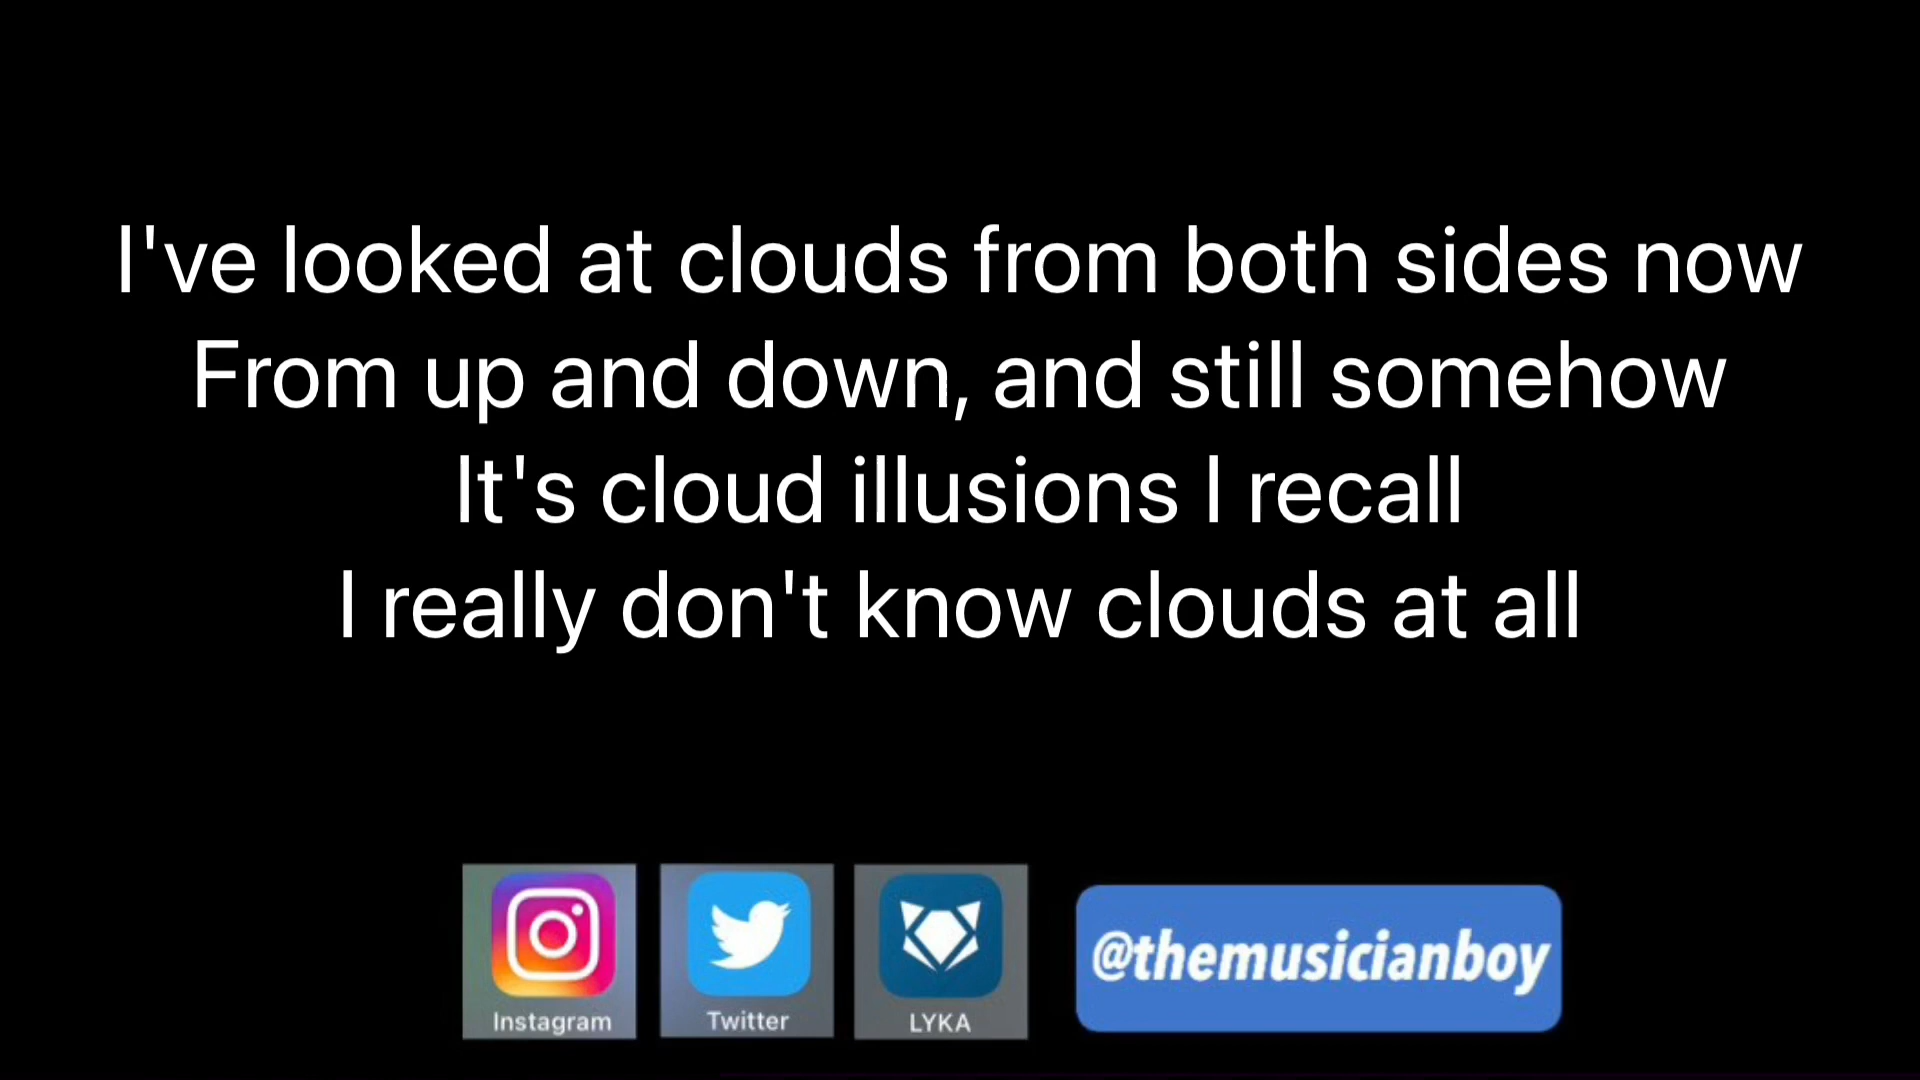 I've looked at clouds from both sides now
From up and down, and still somehow
It's cloud illusions I recall
I really don't know clouds at all
Instagram
Twitter
LYKA
@themusicianboy